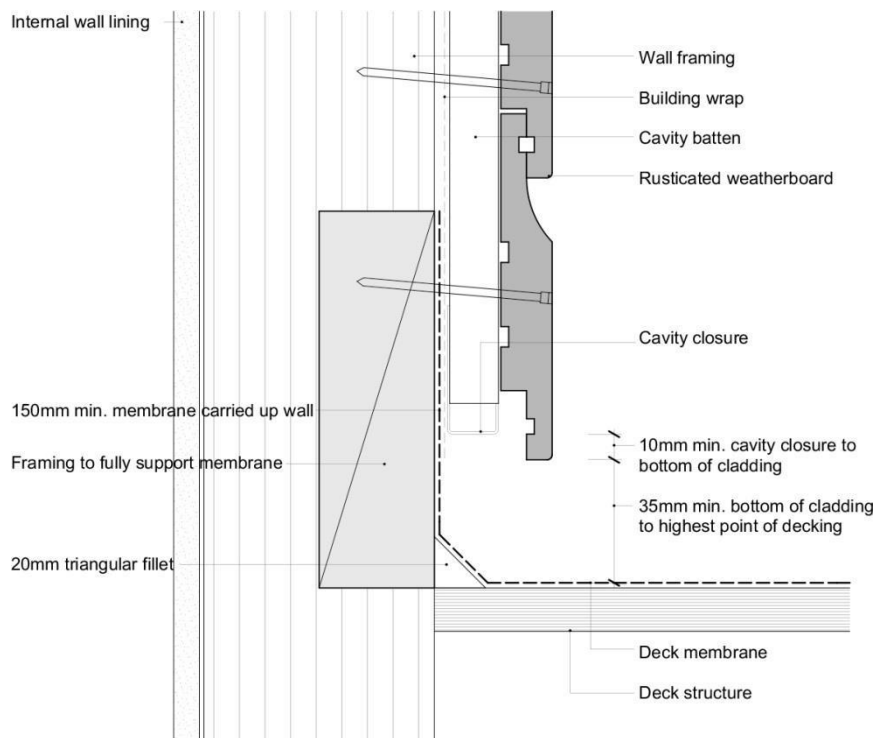 Internal wall lining
Wall framing
Building wrap
Cavity batten
Rusticated weatherboard
Cavity closure
150mm min. membrane carried up wall
10mm min. cavity closure to
bottom of cladding
Framing to fully support membrane
35mm min. bottom of cladding
to highest point of decking
20mm triangular fillet
Deck membrane
Deck structure